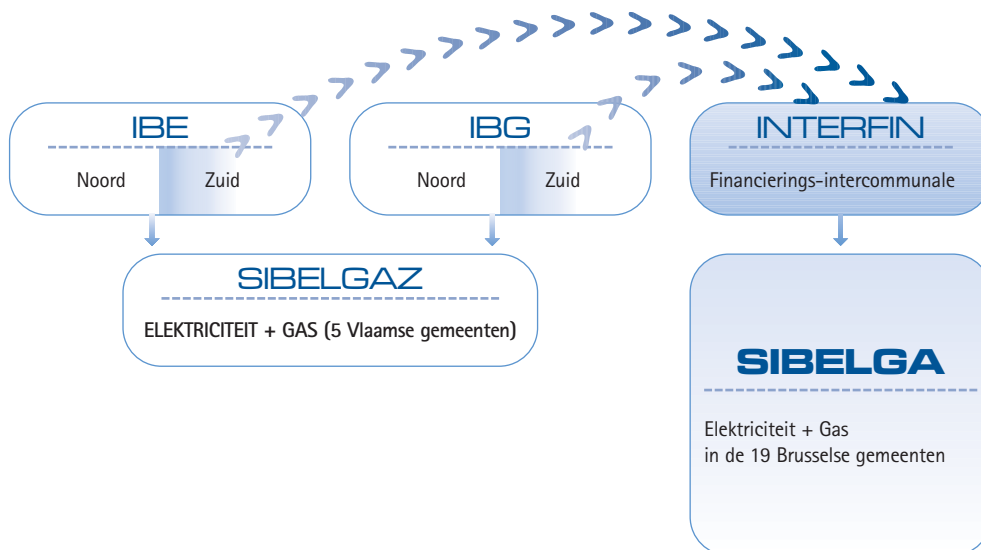 IBE
Noord
Zuid
IBG
Noord
Zuid
INTERFIN
Financierings-intercommunale
SIBELGAZ
ELEKTRICITEIT + GAS (5 Vlaamse gemeenten)
SIBELGA
Elektriciteit + Gas
in de 19 Brusselse gemeenten